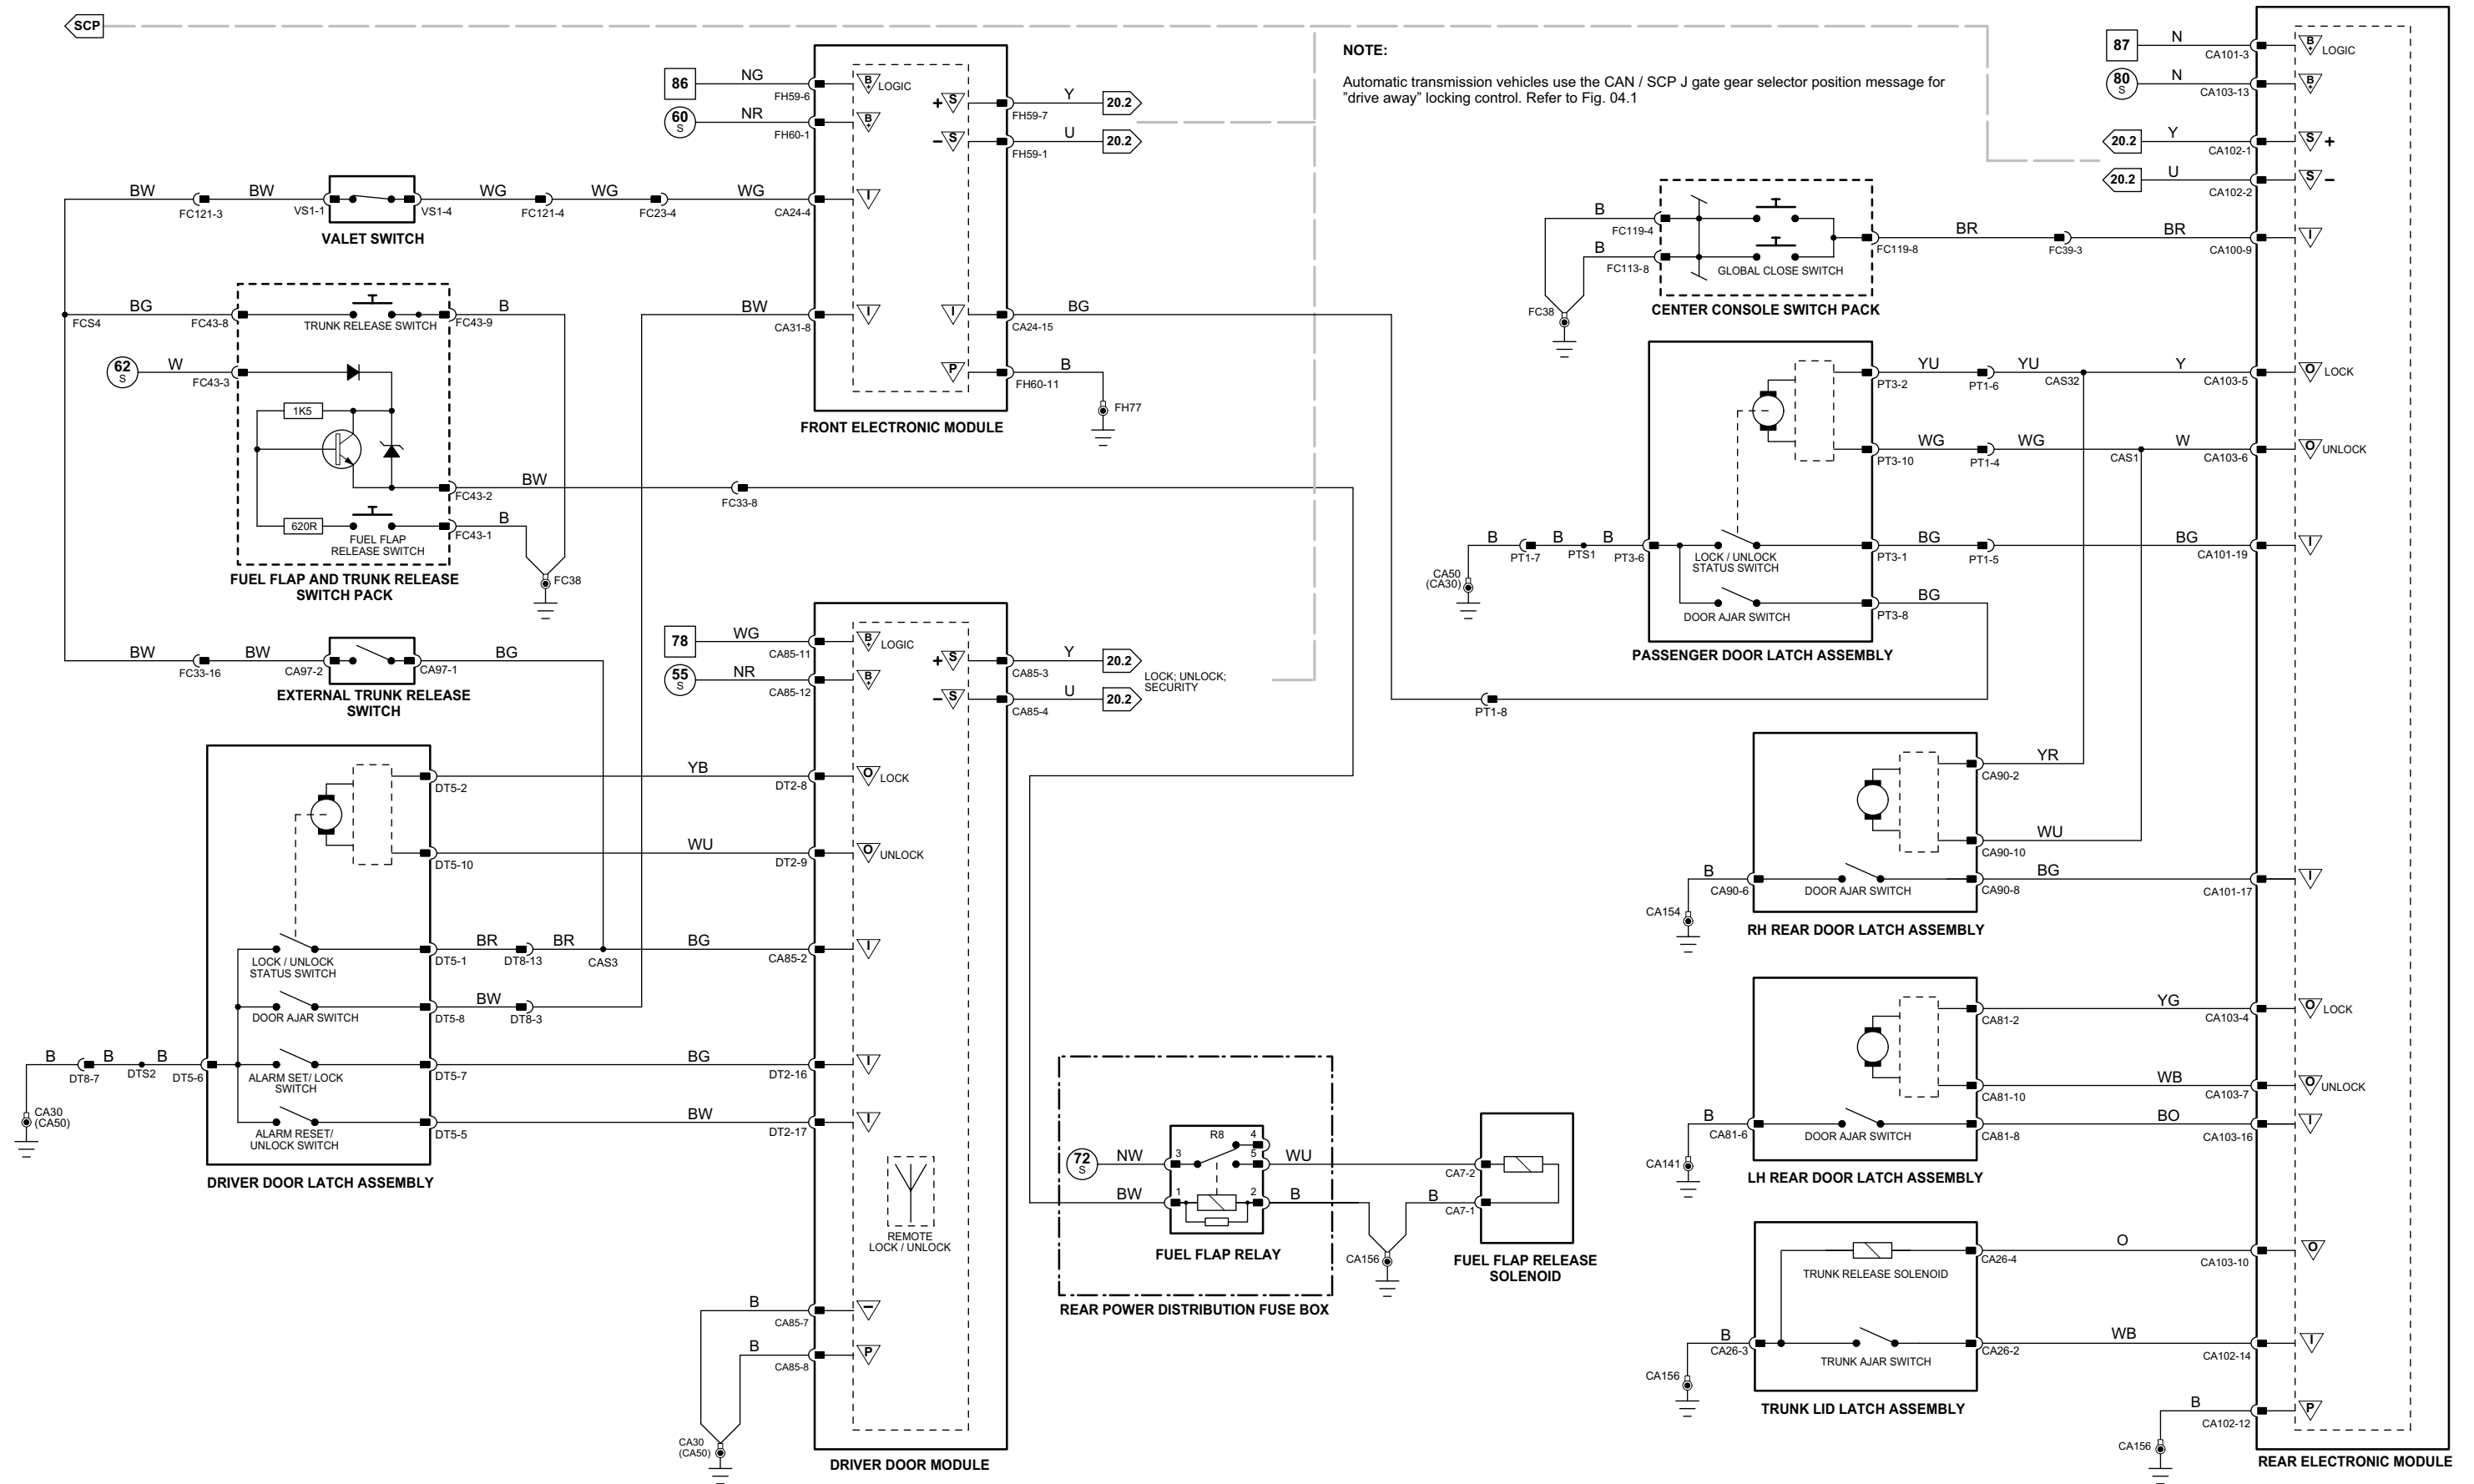 SCP
NOTE:
Automatic transmission vehicles use the CAN / SCP J gate gear selector position message for
”drive away” locking control. Refer to Fig. 04.1
86
NG
FH59-6
B+
LOGIC
60
S
NR
FH60-1
B+
+
S
FH59-7
Y
20.2
–
S
FH59-1
U
20.2
BW
FC121-3
BW
VS1-1
VS1-4
WG
FC121-4
WG
FC23-4
WG
CA24-4
I
VALET SWITCH
FCS4
BG
FC43-8
TRUNK RELEASE SWITCH
FC43-9
B
62
S
W
FC43-3
1K5
FC43-2
BW
FC33-8
620R
FUEL FLAP
RELEASE SWITCH
FC43-1
B
FC38
FUEL FLAP AND TRUNK RELEASE
SWITCH PACK
BW
CA31-8
I
I
CA24-15
BG
P
FH60-11
B
FH77
FRONT ELECTRONIC MODULE
BW
FC33-16
BW
CA97-2
CA97-1
BG
EXTERNAL TRUNK RELEASE
SWITCH
78
WG
CA85-11
B+
LOGIC
55
S
NR
CA85-12
B+
+
S
CA85-3
Y
20.2
–
S
CA85-4
U
20.2
LOCK; UNLOCK;
SECURITY
DT5-2
YB
DT2-8
O
LOCK
DT5-10
WU
DT2-9
O
UNLOCK
LOCK / UNLOCK
STATUS SWITCH
DT5-1
BR
DT8-13
BR
CAS3
BG
CA85-2
I
DOOR AJAR SWITCH
DT5-8
BW
DT8-3
B
DT8-7
B
DTS2
B
DT5-6
CA30
(CA50)
ALARM SET/ LOCK
SWITCH
DT5-7
BG
DT2-16
I
ALARM RESET/
UNLOCK SWITCH
DT5-5
BW
DT2-17
I
DRIVER DOOR LATCH ASSEMBLY
REMOTE
LOCK / UNLOCK
B
CA85-7
–
B
CA85-8
P
CA30
(CA50)
DRIVER DOOR MODULE
72
S
NW
3
R8
4
5
WU
CA7-2
BW
1
2
B
B
CA7-1
CA156
FUEL FLAP RELAY
FUEL FLAP RELEASE
SOLENOID
REAR POWER DISTRIBUTION FUSE BOX
87
N
CA101-3
B+
LOGIC
80
S
N
CA103-13
B+
20.2
Y
CA102-1
S
+
20.2
U
CA102-2
S
–
B
FC119-4
B
FC113-8
FC38
GLOBAL CLOSE SWITCH
FC119-8
BR
FC39-3
BR
CA100-9
I
CENTER CONSOLE SWITCH PACK
PT3-2
YU
PT1-6
YU
CAS32
Y
CA103-5
O
LOCK
PT3-10
WG
PT1-4
WG
CAS1
W
CA103-6
O
UNLOCK
CA50
(CA30)
B
PT1-7
B
PTS1
B
PT3-6
LOCK / UNLOCK
STATUS SWITCH
PT3-1
BG
PT1-5
BG
CA101-19
I
DOOR AJAR SWITCH
PT3-8
BG
PASSENGER DOOR LATCH ASSEMBLY
PT1-8
CA90-2
YR
CA90-10
WU
B
CA90-6
CA154
DOOR AJAR SWITCH
CA90-8
BG
CA101-17
I
RH REAR DOOR LATCH ASSEMBLY
CA81-2
YG
CA103-4
O
LOCK
CA81-10
WB
CA103-7
O
UNLOCK
B
CA81-6
CA141
DOOR AJAR SWITCH
CA81-8
BO
CA103-16
I
LH REAR DOOR LATCH ASSEMBLY
TRUNK RELEASE SOLENOID
CA26-4
O
CA103-10
O
B
CA26-3
CA156
TRUNK AJAR SWITCH
CA26-2
WB
CA102-14
I
TRUNK LID LATCH ASSEMBLY
B
CA102-12
P
CA156
REAR ELECTRONIC MODULE